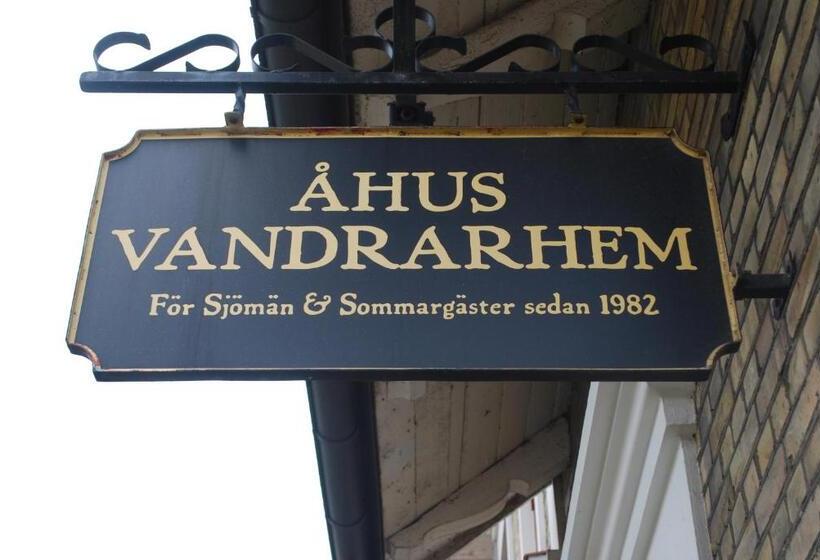 ÅHUS
VANDRARHEM
För Sjömän & Sommargäster sedan 1982